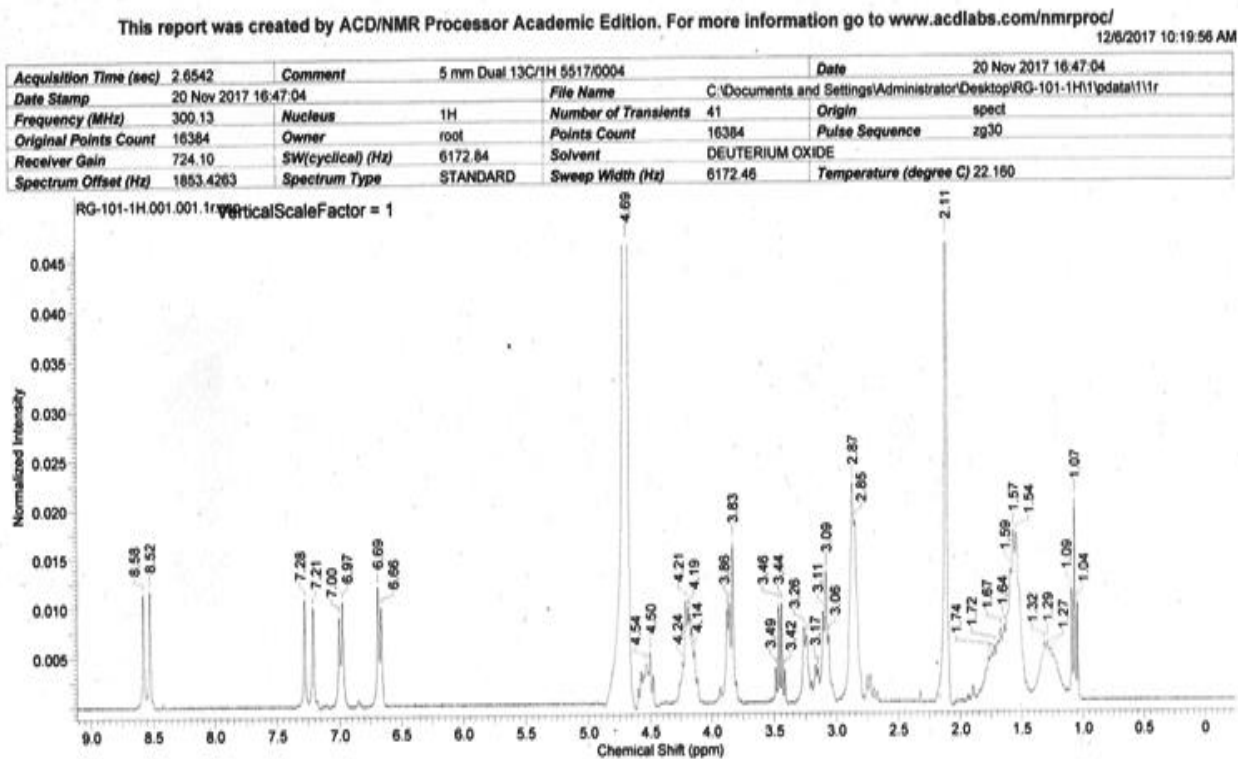 This report was created by ACD/NMR Processor Academic Edition. For more information go to www.acdlabs.com/nmrproc/
12/6/2017 10:19:56 AM
Acquisition Time (sec) 2.6542 Comment 5 mm Dual 13C/1H 5517/0004 Date 20 Nov 2017 16:47:04
Date Stamp 20 Nov 2017 16:47:04 File Name C:\Documents and Settings\Administrator\Desktop\RG-101-1H\1\pdata\1\1r
Frequency (MHz) 300.13 Nucleus 1H Number of Transients 41 Origin spect
Original Points Count 16384 Owner root Points Count 16384 Pulse Sequence zg30
Receiver Gain 724.10 SW(cyclical) (Hz) 6172.84 Solvent DEUTERIUM OXIDE
Spectrum Offset (Hz) 1853.4263 Spectrum Type STANDARD Sweep Width (Hz) 6172.46 Temperature (degree C) 22.160
RG-101-1H.001.001.1r VerticalScaleFactor = 1
4.69 2.11
0.045
0.040
0.035
0.030
0.025
0.020
0.015
0.010
0.005
Normalized Intensity
8.58 8.52 7.28 7.21 7.00 6.97 6.69 6.66 4.54 4.50 4.24 4.21 4.19 4.14 3.86 3.83 3.49 3.46 3.44 3.42 3.26 3.17 3.11 3.09 3.06 2.87 2.85 1.74 1.72 1.67 1.64 1.59 1.57 1.54 1.32 1.29 1.27 1.09 1.07 1.04
9.0 8.5 8.0 7.5 7.0 6.5 6.0 5.5 5.0 4.5 4.0 3.5 3.0 2.5 2.0 1.5 1.0 0.5 0
Chemical Shift (ppm)